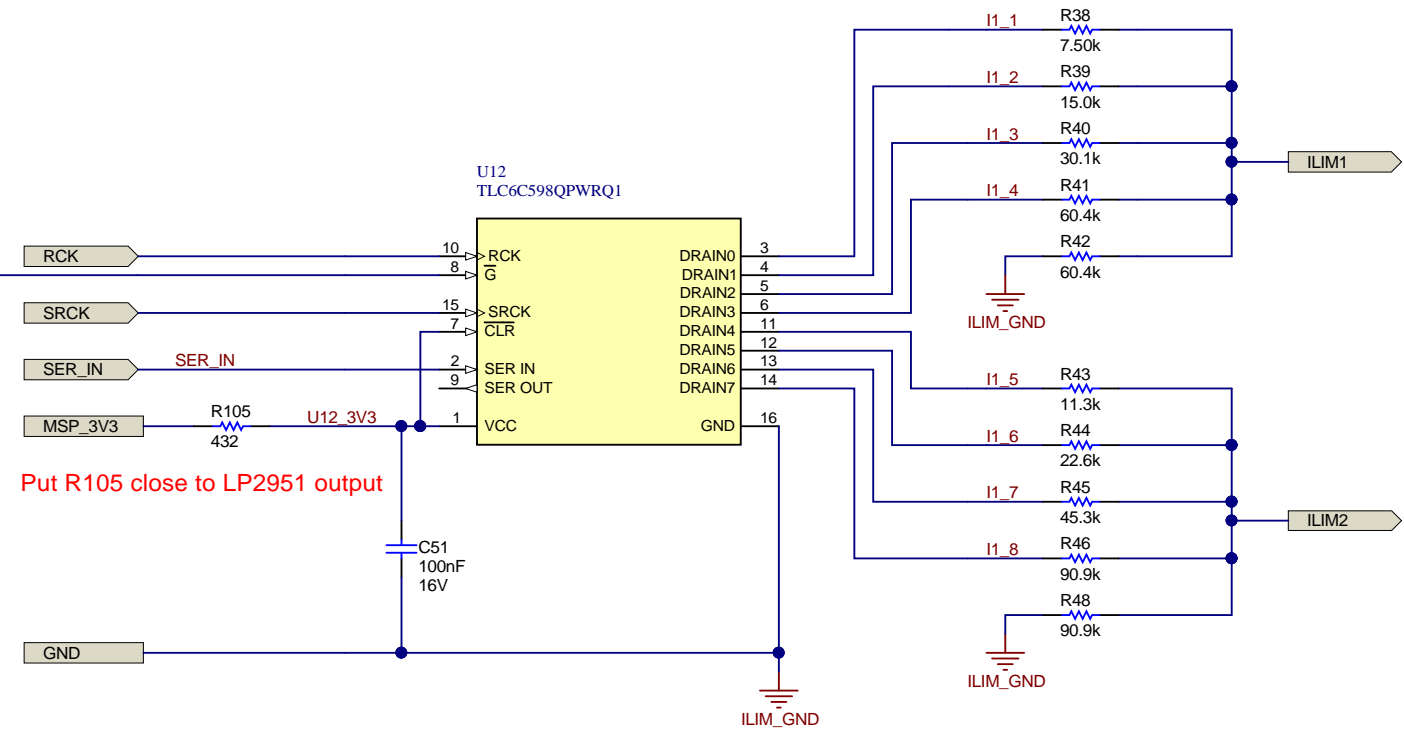 I1_1
R38
7.50k
I1_2
R39
15.0k
I1_3
R40
30.1k
ILIM1
I1_4
R41
60.4k
R42
60.4k
ILIM_GND
U12
TLC6C598QPWRQ1
RCK
10
RCK
8
G
SRCK
15
SRCK
7
CLR
SER_IN
SER_IN
2
SER IN
9
SER OUT
MSP_3V3
R105
432
U12_3V3
1
VCC
DRAIN0
3
DRAIN1
4
DRAIN2
5
DRAIN3
6
DRAIN4
11
DRAIN5
12
DRAIN6
13
DRAIN7
14
GND
16
I1_5
R43
11.3k
I1_6
R44
22.6k
I1_7
R45
45.3k
ILIM2
I1_8
R46
90.9k
R48
90.9k
ILIM_GND
Put R105 close to LP2951 output
C51
100nF
16V
GND
ILIM_GND